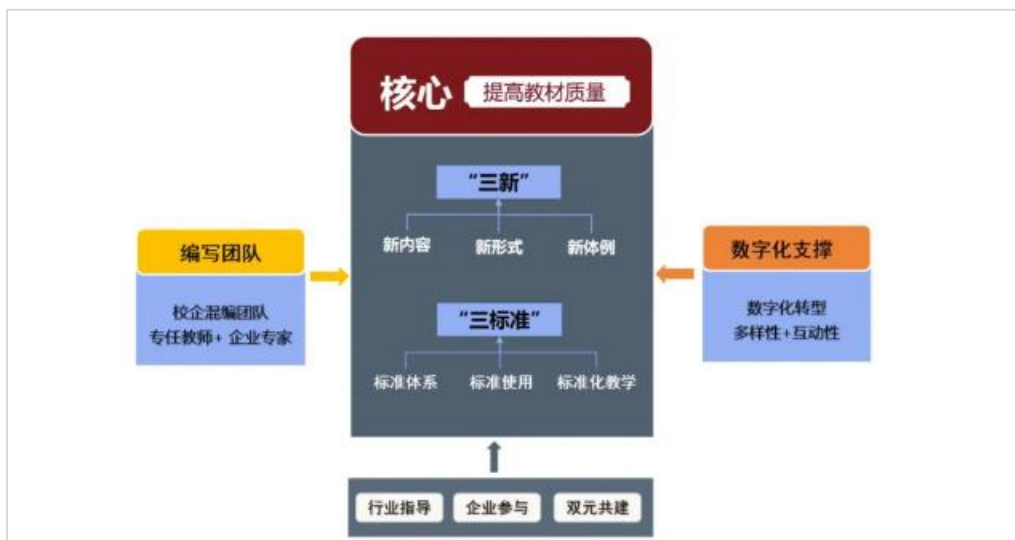 核心 提高教材质量
“三新”
新内容 新形式 新体例
编写团队
校企混编团队
专任教师+ 企业专家
数字化支撑
数字化转型
多样性+互动性
“三标准”
标准体系 标准使用 标准化教学
行业指导 企业参与 双元共建